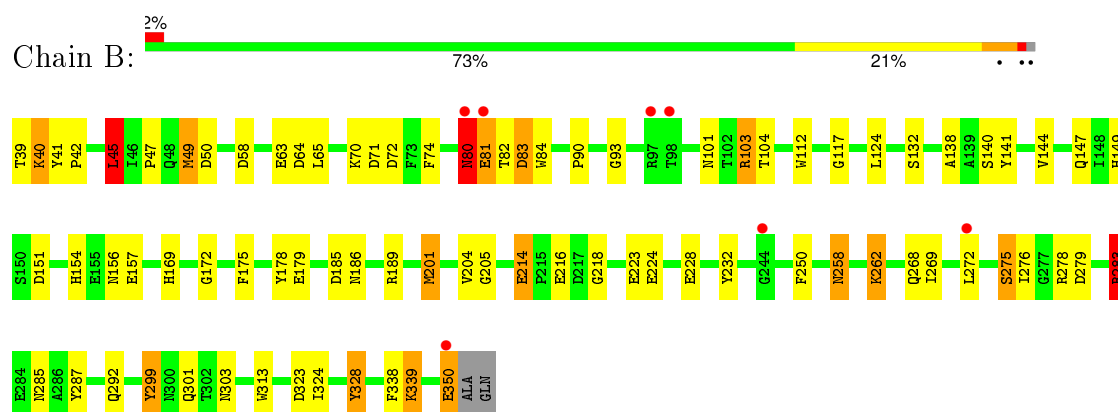 2%
Chain B:
73% 21% • ••
T39 K40 Y41 P42 L45 I46 P47 Q48 M49 D50 D58 E63 D64 L65 K70 D71 D72 F73 F74 N80 E81 T82 D83 W84 P90 G93 R97 T98 N101 T102 R103 T104 W112 G117 L124 S132 A138 A139 S140 Y141 V144 Q147 I148 H149
S150 D151 H154 E155 N156 E157 H169 G172 F175 Y178 E179 D185 N186 R189 M201 V204 G205 E214 P215 E216 D217 G218 E223 E224 E228 Y232 G244 F250 N258 K262 Q268 I269 L272 S275 I276 G277 R278 D279
E284 N285 A286 Y287 Q292 Y299 N300 Q301 T302 N303 W313 D323 I324 Y328 F338 K339 E350 ALA GLN